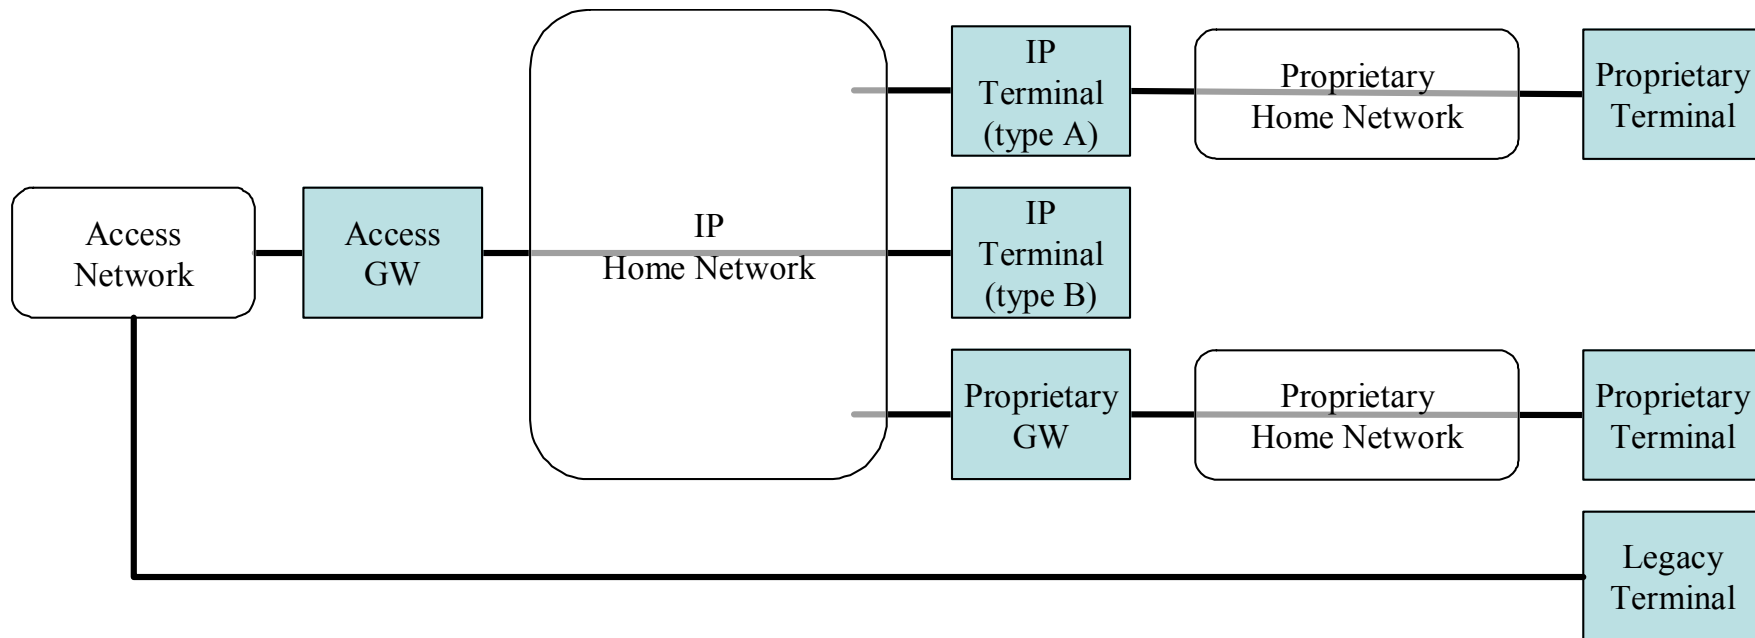 Access
Network
Access
GW
IP
Home Network
IP
Terminal
(type A)
Proprietary
Home Network
Proprietary
Terminal
IP
Terminal
(type B)
Proprietary
GW
Proprietary
Home Network
Proprietary
Terminal
Legacy
Terminal